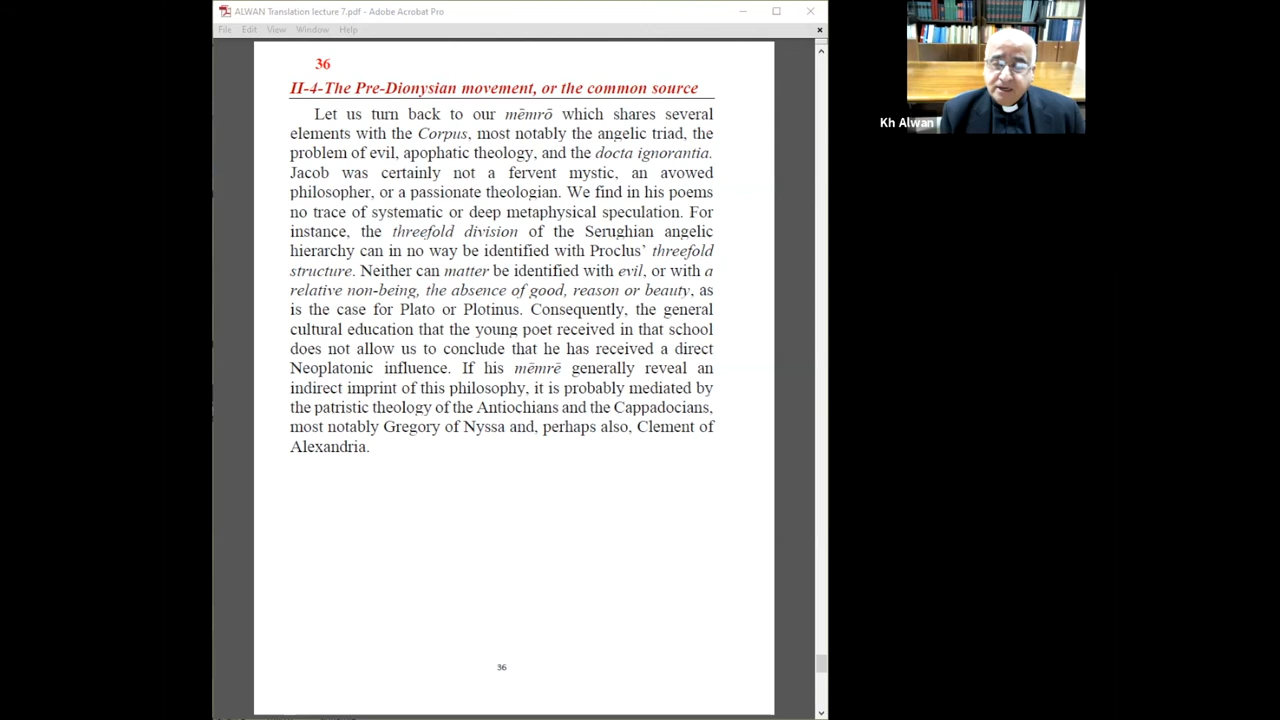 ALWAN Translation lecture 7.pdf - Adobe Acrobat Pro
File Edit View Window Help
36
II-4-The Pre-Dionysian movement, or the common source
Let us turn back to our mēmrō which shares several
elements with the Corpus, most notably the angelic triad, the
problem of evil, apophatic theology, and the docta ignorantia.
Jacob was certainly not a fervent mystic, an avowed
philosopher, or a passionate theologian. We find in his poems
no trace of systematic or deep metaphysical speculation. For
instance, the threefold division of the Serughian angelic
hierarchy can in no way be identified with Proclus’ threefold
structure. Neither can matter be identified with evil, or with a
relative non-being, the absence of good, reason or beauty, as
is the case for Plato or Plotinus. Consequently, the general
cultural education that the young poet received in that school
does not allow us to conclude that he has received a direct
Neoplatonic influence. If his mēmrē generally reveal an
indirect imprint of this philosophy, it is probably mediated by
the patristic theology of the Antiochians and the Cappadocians,
most notably Gregory of Nyssa and, perhaps also, Clement of
Alexandria.
36
Kh Alwan